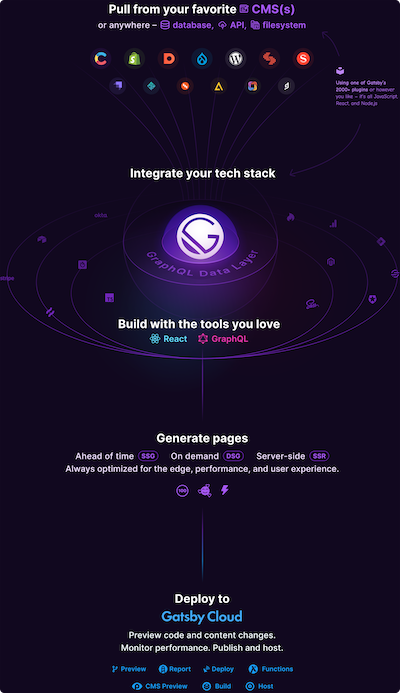 Pull from your favorite CMS(s)
or anywhere – database, API, filesystem
Using one of Gatsby's
2000+ plugins or however
you like – it's all JavaScript,
React and Node.js
Integrate your tech stack
okta
stripe
GraphQL Data Layer
Build with the tools you love
React GraphQL
Generate pages
Ahead of time SSG On demand DSG Server-side SSR
Always optimized for the edge, performance, and user experience.
100
Deploy to
Gatsby Cloud
Preview code and content changes.
Monitor performance. Publish and host.
Preview Report Deploy Functions
CMS Preview Build Host